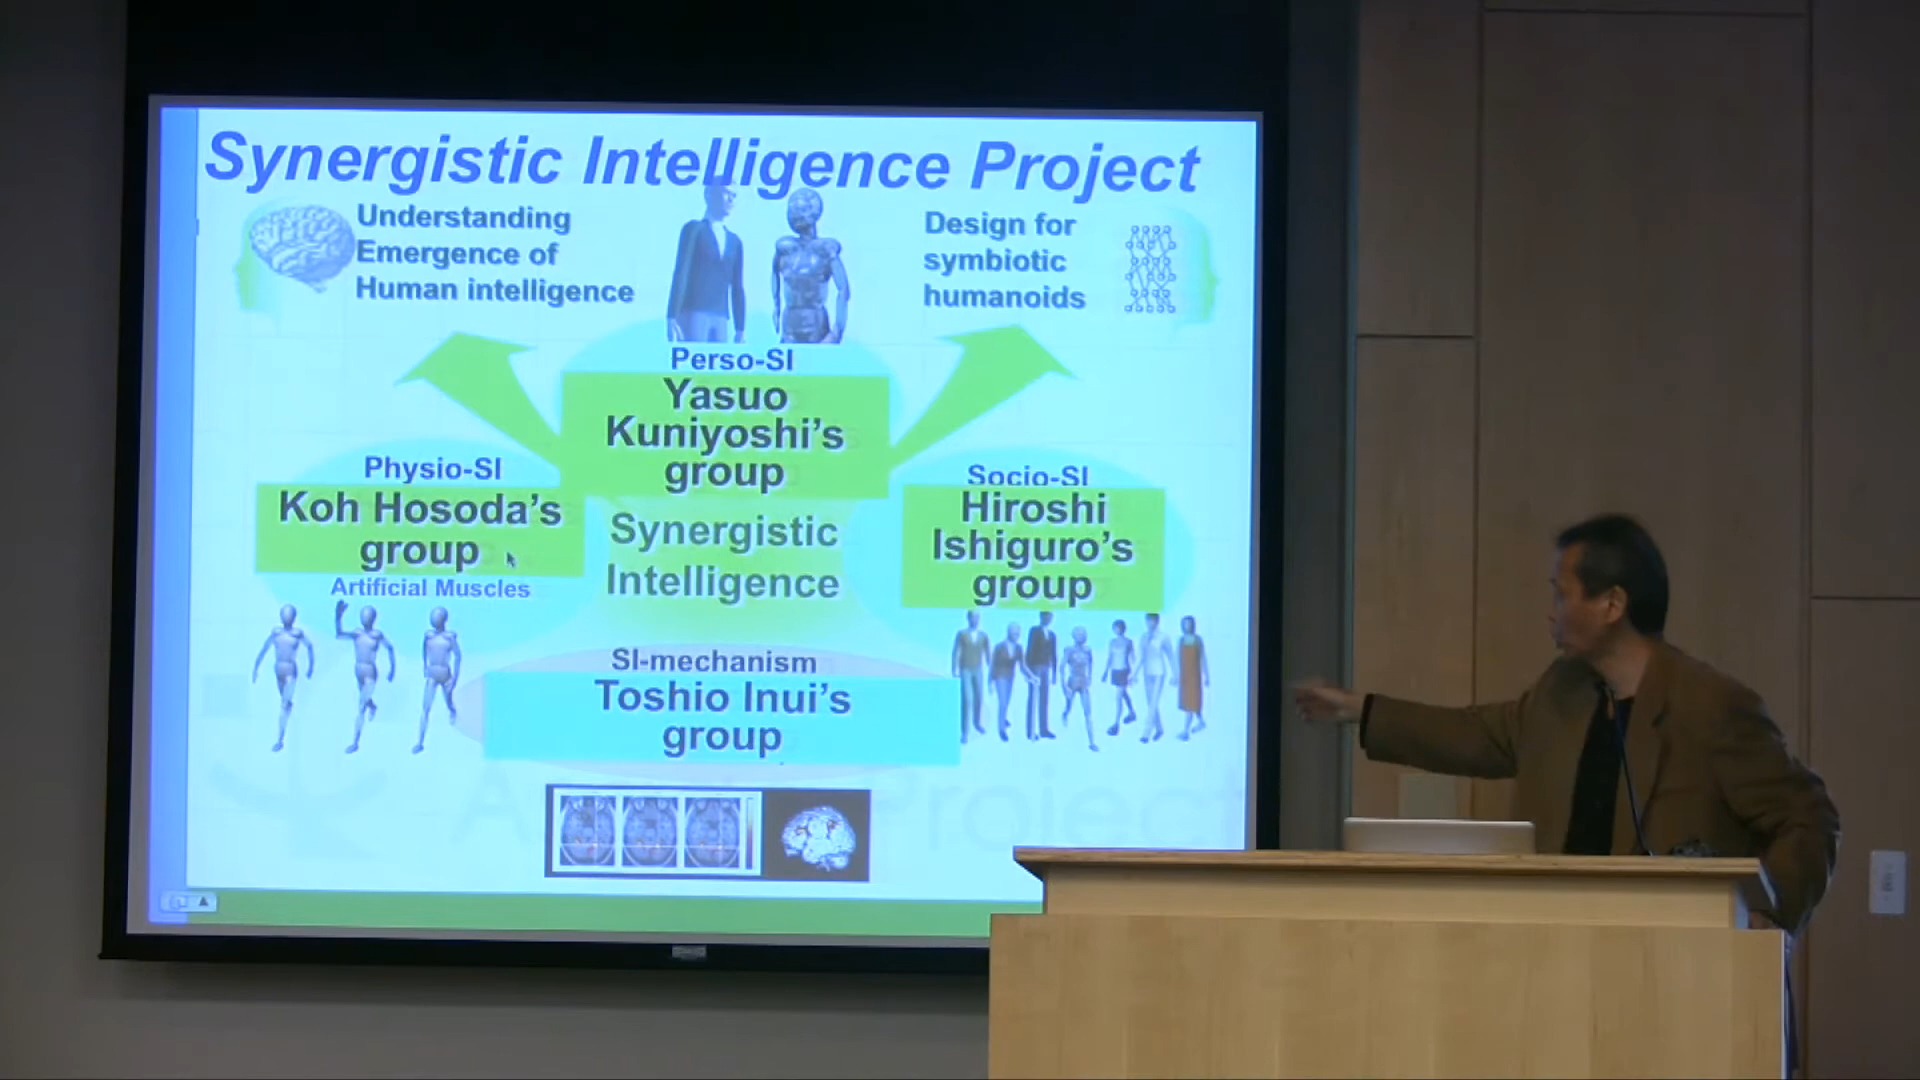 Synergistic Intelligence Project
Understanding
Emergence of
Human intelligence
Design for
symbiotic
humanoids
Perso-SI
Yasuo
Kuniyoshi's
group
Physio-SI
Koh Hosoda's
group
Artificial Muscles
Synergistic
Intelligence
Socio-SI
Hiroshi
Ishiguro's
group
SI-mechanism
Toshio Inui's
group
Project